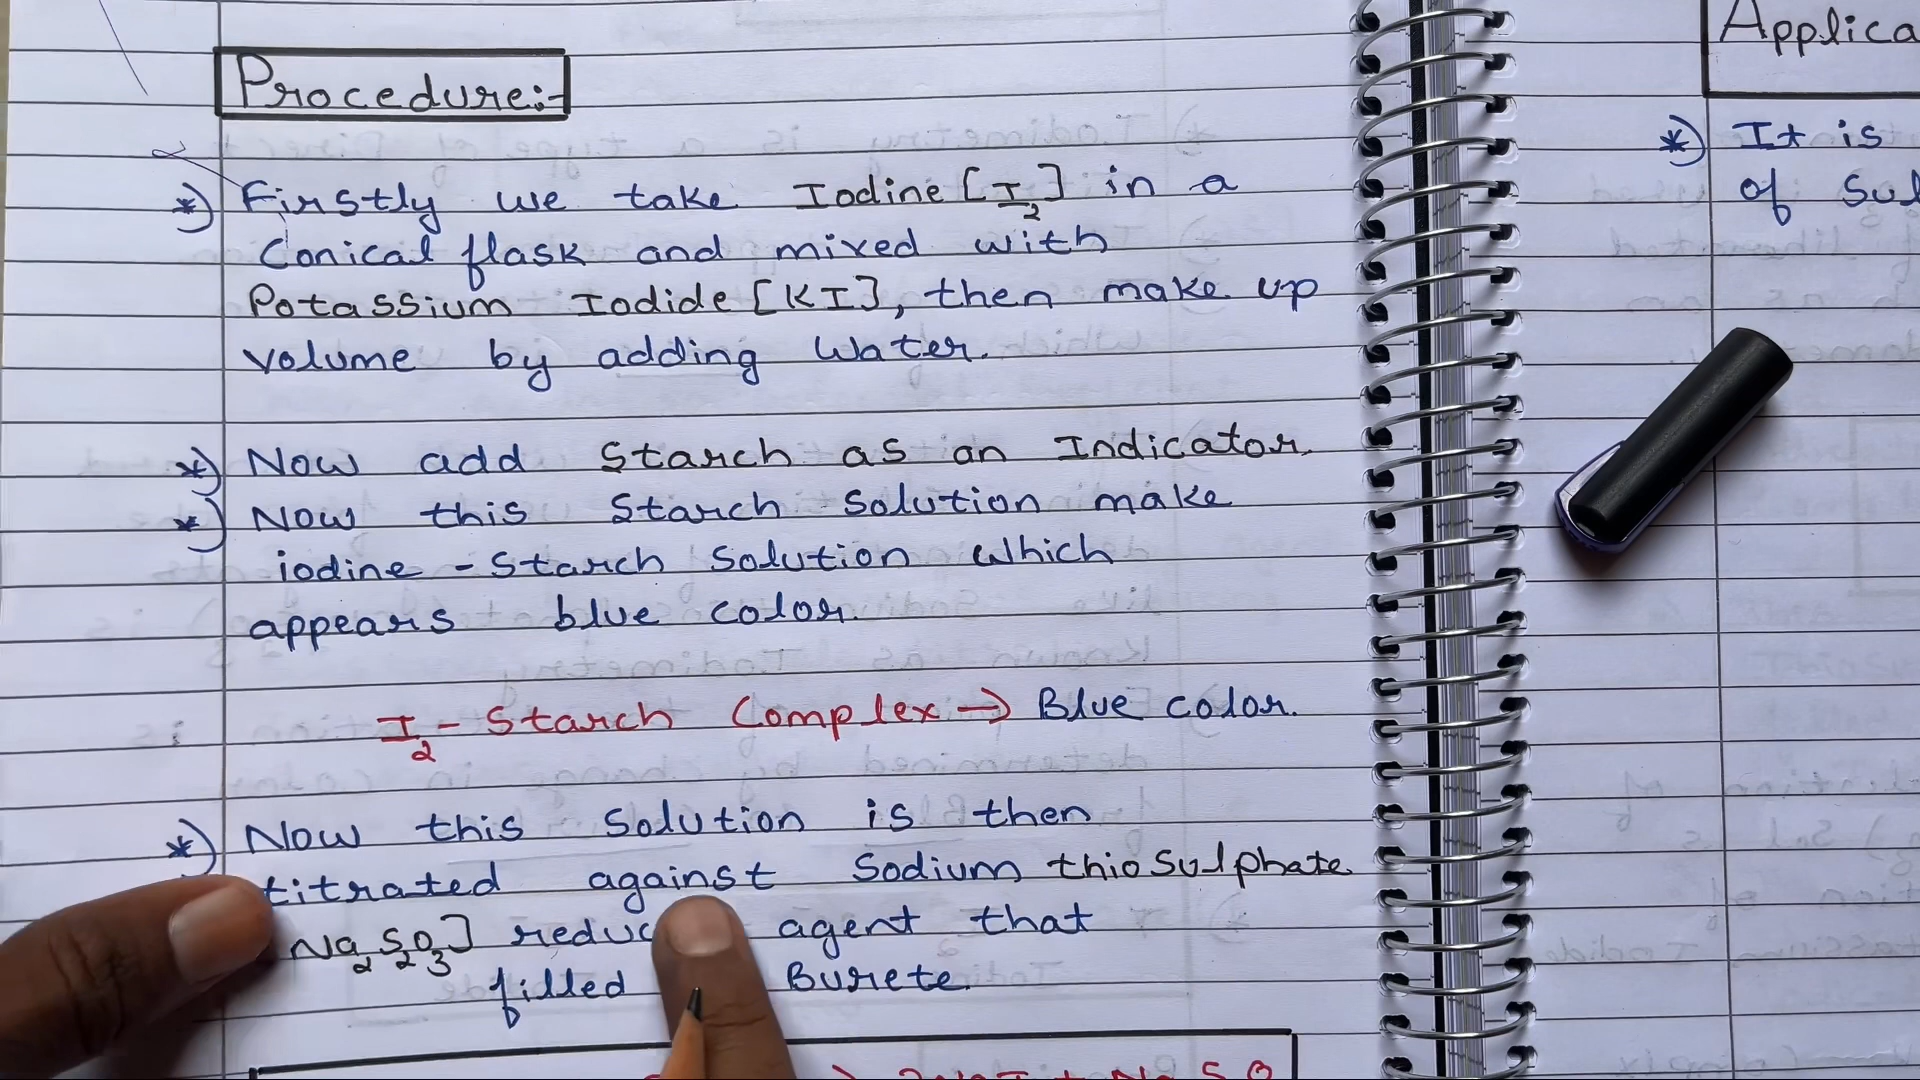 Procedure:-
*) Firstly we take Iodine [I2] in a
Conical flask and mixed with
Potassium Iodide [KI], then make up
volume by adding Water.
*) Now add Starch as an Indicator.
*) Now this Starch Solution make
iodine - Starch Solution which
appears blue color.
I2 - Starch Complex → Blue color.
*) Now this Solution is then
titrated against Sodium thioSulphate
Na2S2O3] agent that
filled Burete.
Applica
*) It is
of Sul